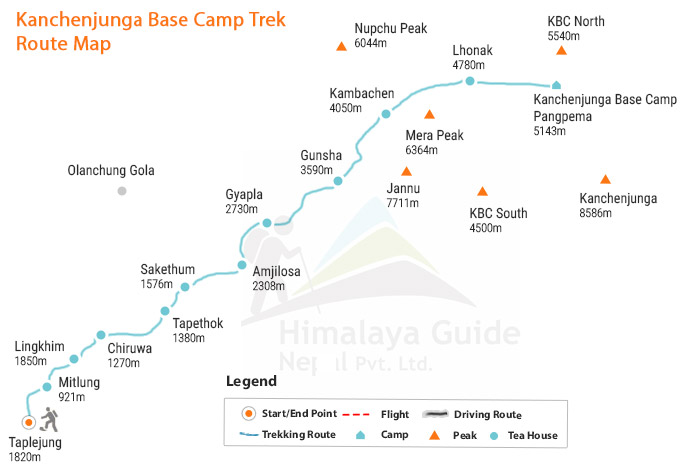 Kanchenjunga Base Camp Trek
Route Map
Nupchu Peak
6044m
KBC North
5540m
Lhonak
4780m
Kambachen
4050m
Kanchenjunga Base Camp
Pangpema
5143m
Mera Peak
6364m
Gunsha
3590m
Olanchung Gola
Jannu
7711m
KBC South
4500m
Kanchenjunga
8586m
Gyapla
2730m
Sakethum
1576m
Amjilosa
2308m
Tapethok
1380m
Himalaya Guide
Nepal Pvt. Ltd.
Lingkhim
1850m
Chiruwa
1270m
Mitlung
921m
Taplejung
1820m
Legend
Start/End Point
Flight
Driving Route
Trekking Route
Camp
Peak
Tea House